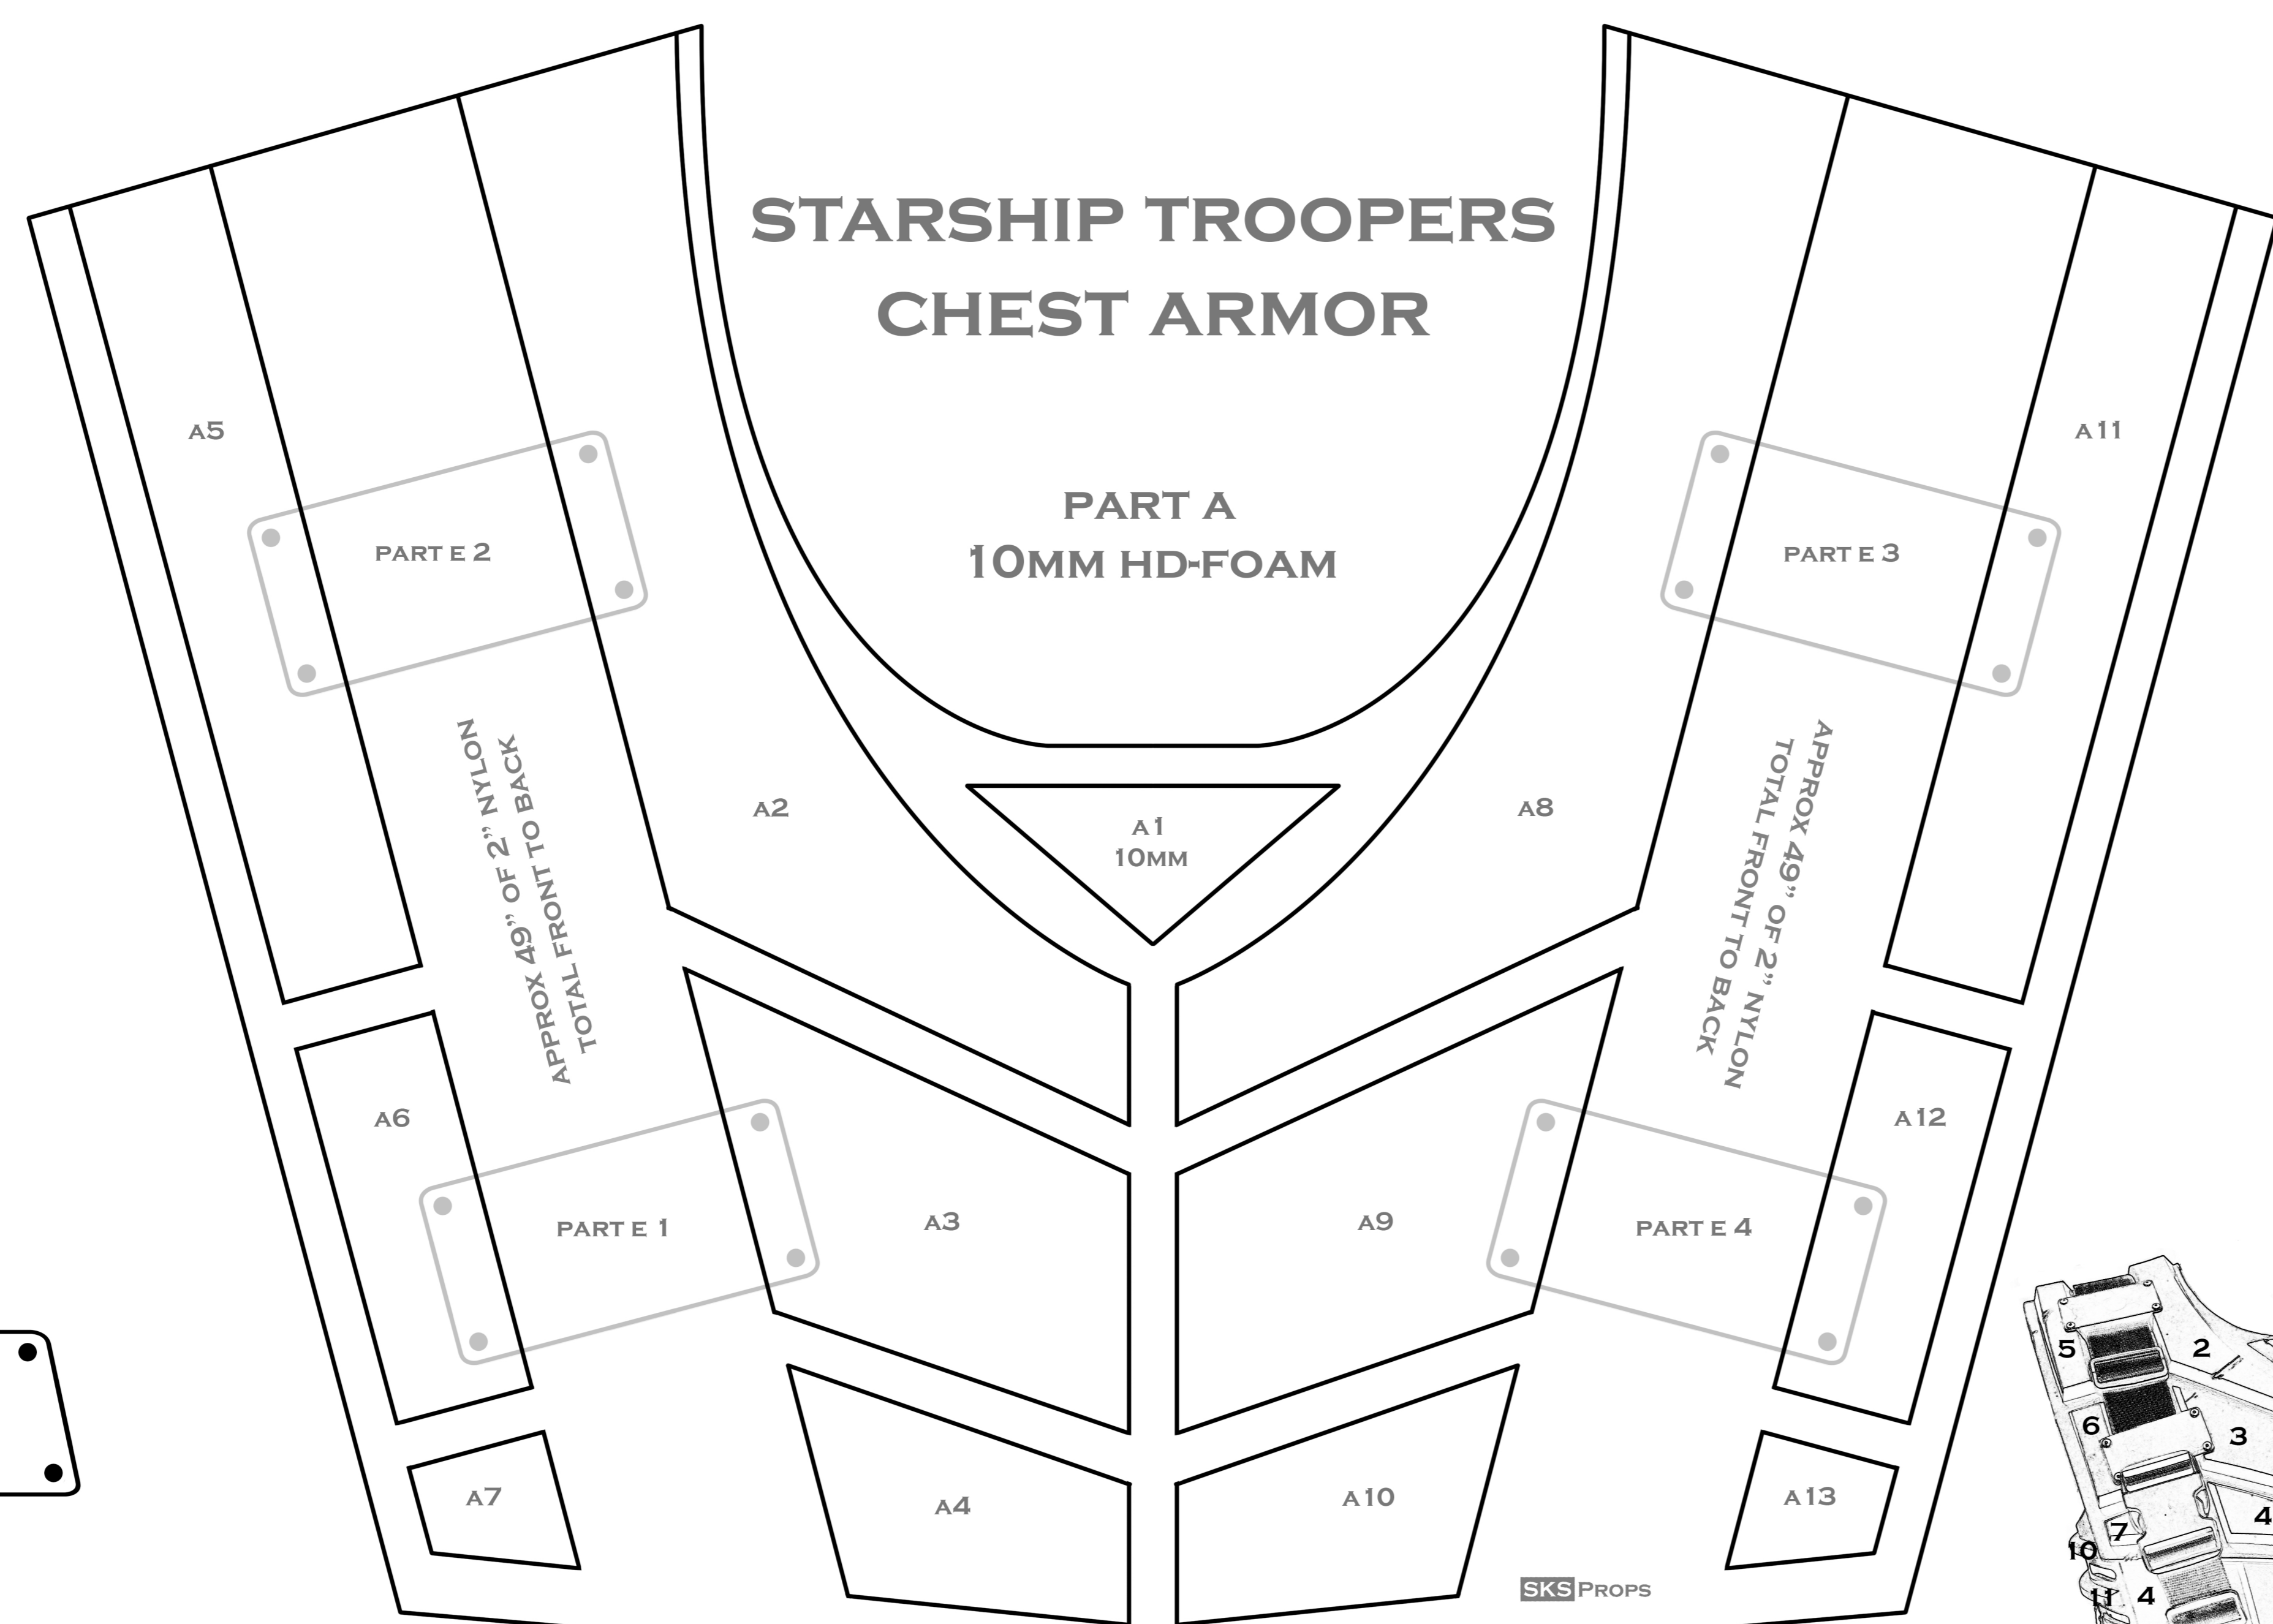 STARSHIP TROOPERS
CHEST ARMOR
PART A
10MM HD-FOAM
A5
A11
PART E 2
PART E 3
APPROX 49” OF 2” NYLON
TOTAL FRONT TO BACK
APPROX 49” OF 2” NYLON
TOTAL FRONT TO BACK
A2
A1
10MM
A8
A6
A12
PART E 1
A3
A9
PART E 4
A7
A4
A10
A13
SKS PROPS
5
2
6
3
4
7
10
11
4